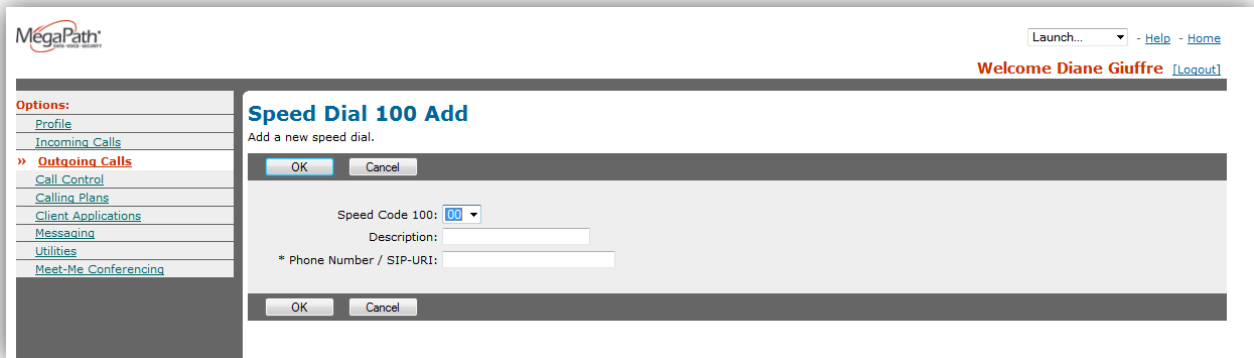 MegaPath
DATA • VOICE • SECURITY
Launch... - Help - Home
Welcome Diane Giuffre [Logout]
Options:
Profile
Incoming Calls
» Outgoing Calls
Call Control
Calling Plans
Client Applications
Messaging
Utilities
Meet-Me Conferencing
Speed Dial 100 Add
Add a new speed dial.
OK Cancel
Speed Code 100: 00
Description:
* Phone Number / SIP-URI:
OK Cancel